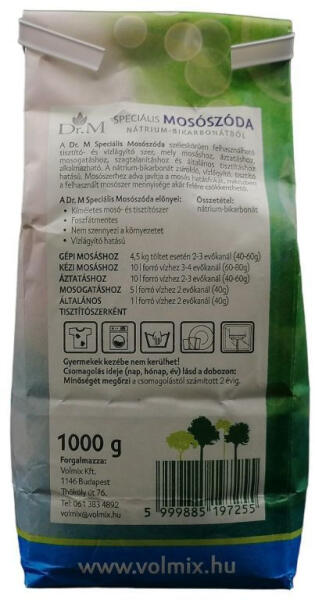 Dr.M
SPECIÁLIS MOSÓSZÓDA
NÁTRIUM-BIKARBONÁTBÓL
A Dr. M Speciális Mosószóda széleskörűen felhasználható
tisztító- és vízlágyító szer, mely mosáshoz, áztatáshoz,
mosogatáshoz, szagtalanításhoz és általános tisztításhoz
alkalmazható. A nátrium-bikarbonát zsíroldó, vízlágyító, tisztító
hatású. Mosószerhez adva javítja a mosás hatásfokát, miközben
a felhasznált mosószer mennyisége akár felére csökkenthető.
A Dr. M Speciális Mosószóda előnyei:
• Kíméletes mosó- és tisztítószer
• Foszfátmentes
• Nem szennyezi a környezetet
• Vízlágyító hatású
Összetétel:
nátrium-bikarbonát
GÉPI MOSÁSHOZ 4,5 kg töltet esetén 2-3 evőkanál (40-60g)
KÉZI MOSÁSHOZ 10 l forró vízhez 3-4 evőkanál (60-80g)
ÁZTATÁSHOZ 10 l forró vízhez 2-3 evőkanál (40-60g)
MOSOGATÁSHOZ 5 l forró vízhez 2 evőkanál (40g)
ÁLTALÁNOS 1 l forró vízhez 2 evőkanál (40g)
TISZTÍTÓSZERKÉNT
Gyermekek kezébe nem kerülhet!
Csomagolás ideje (nap, hónap, év) lásd a dobozon:
Minőségét megőrzi a csomagolástól számított 2 évig.
1000 g
Forgalmazza:
Volmix Kft.
1146 Budapest
Thököly út 76.
Tel: 06 1 383 4892
volmix@volmix.hu
5 999885 197255
www.volmix.hu